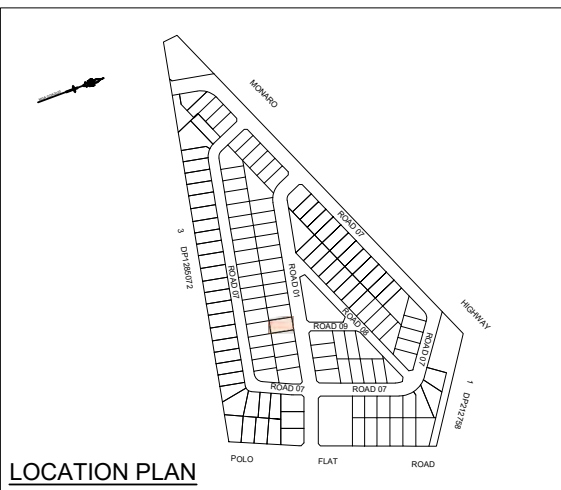 MONARO
ROAD 07
3 DP1285072
ROAD 07
ROAD 01
HIGHWAY
ROAD 08
ROAD 09
ROAD 07
1 DP212758
ROAD 07
ROAD 07
POLO FLAT ROAD
LOCATION PLAN